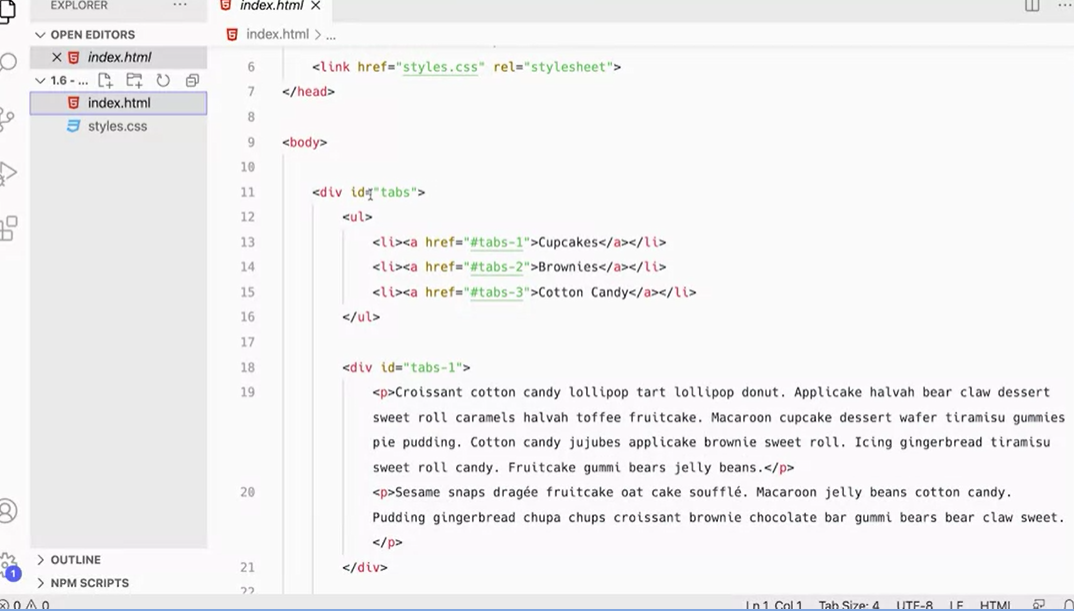 EXPLORER
···
index.html ×
OPEN EDITORS
× index.html
1.6 - ...
index.html
styles.css
index.html > ...
6 <link href="styles.css" rel="stylesheet">
7 </head>
8
9 <body>
10
11 <div id="tabs">
12 <ul>
13 <li><a href="#tabs-1">Cupcakes</a></li>
14 <li><a href="#tabs-2">Brownies</a></li>
15 <li><a href="#tabs-3">Cotton Candy</a></li>
16 </ul>
17
18 <div id="tabs-1">
19 <p>Croissant cotton candy lollipop tart lollipop donut. Applicake halvah bear claw dessert
sweet roll caramels halvah toffee fruitcake. Macaroon cupcake dessert wafer tiramisu gummies
pie pudding. Cotton candy jujubes applicake brownie sweet roll. Icing gingerbread tiramisu
sweet roll candy. Fruitcake gummi bears jelly beans.</p>
20 <p>Sesame snaps dragée fruitcake oat cake soufflé. Macaroon jelly beans cotton candy.
Pudding gingerbread chupa chups croissant brownie chocolate bar gummi bears bear claw sweet.
</p>
21 </div>
22
OUTLINE
NPM SCRIPTS
1
0 0
Ln 1, Col 1 Tab Size: 4 UTF-8 LF HTML